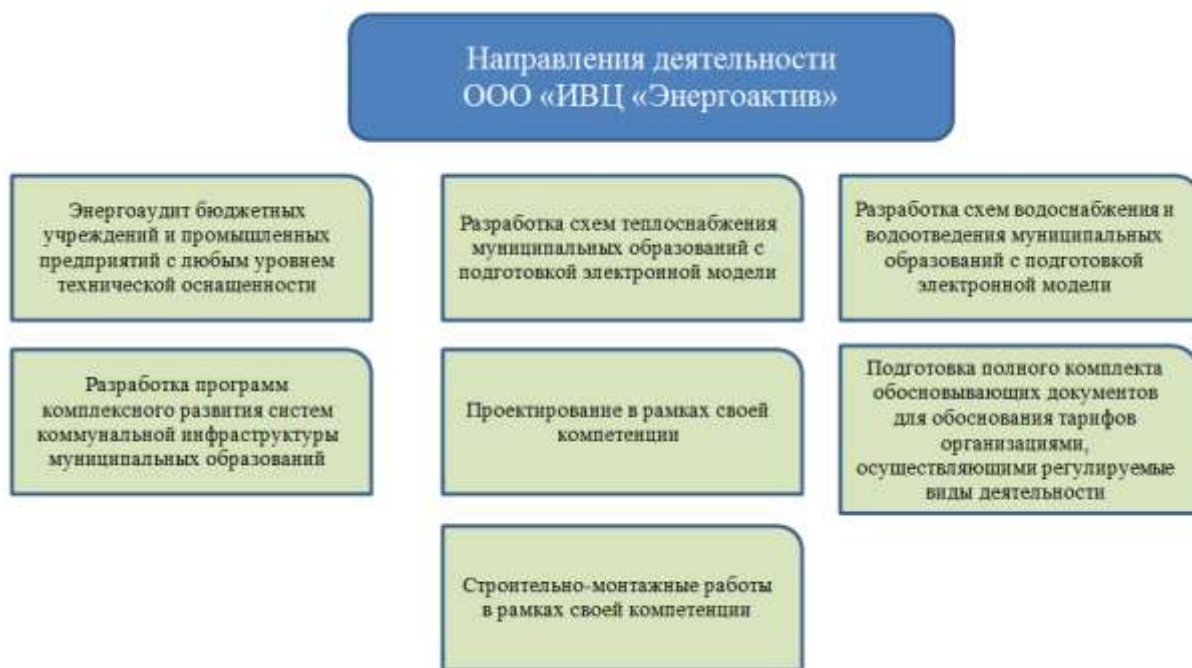 Направления деятельности
ООО «ИВЦ «Энергоактив»
Энергоаудит бюджетных
учреждений и промышленных
предприятий с любым уровнем
технической оснащенности
Разработка схем теплоснабжения
муниципальных образований с
подготовкой электронной модели
Разработка схем водоснабжения и
водоотведения муниципальных
образований с подготовкой
электронной модели
Разработка программ
комплексного развития систем
коммунальной инфраструктуры
муниципальных образований
Проектирование в рамках своей
компетенции
Подготовка полного комплекта
обосновывающих документов
для обоснования тарифов
организациями,
осуществляющими регулируемые
виды деятельности
Строительно-монтажные работы
в рамках своей компетенции